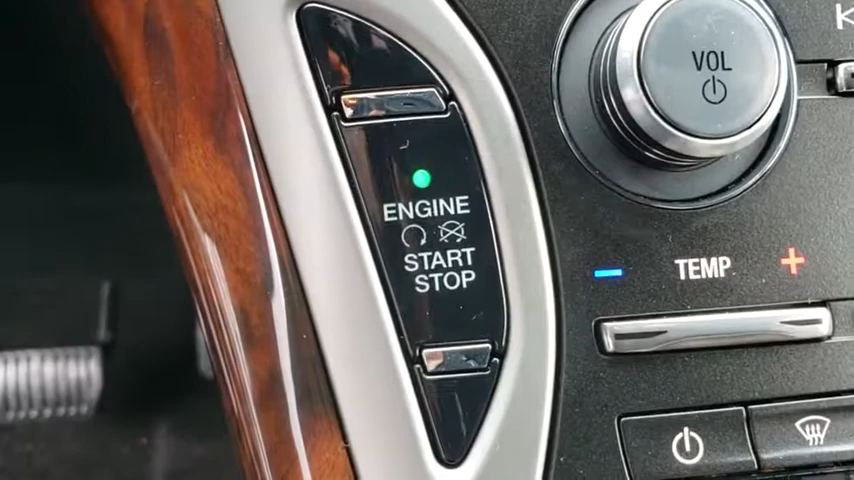 VOL
ENGINE
START
STOP
- TEMP +